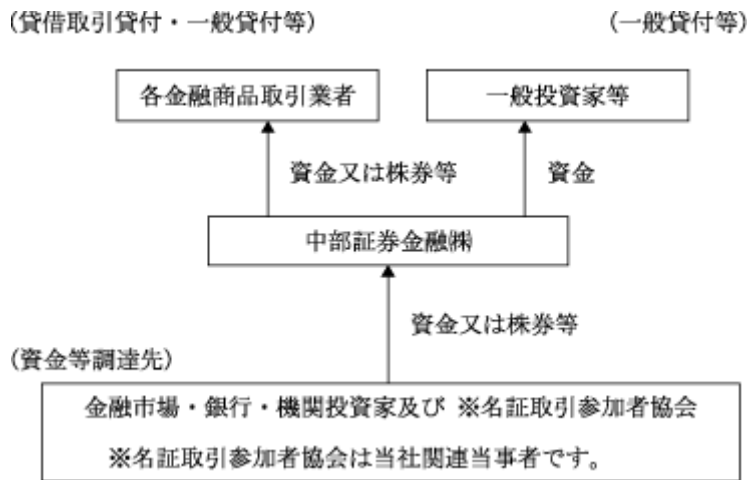 (貸借取引貸付・一般貸付等) (一般貸付等)
各金融商品取引業者 一般投資家等
資金又は株券等 資金
中部証券金融㈱
資金又は株券等
(資金等調達先)
金融市場・銀行・機関投資家及び ※名証取引参加者協会
※名証取引参加者協会は当社関連当事者です。